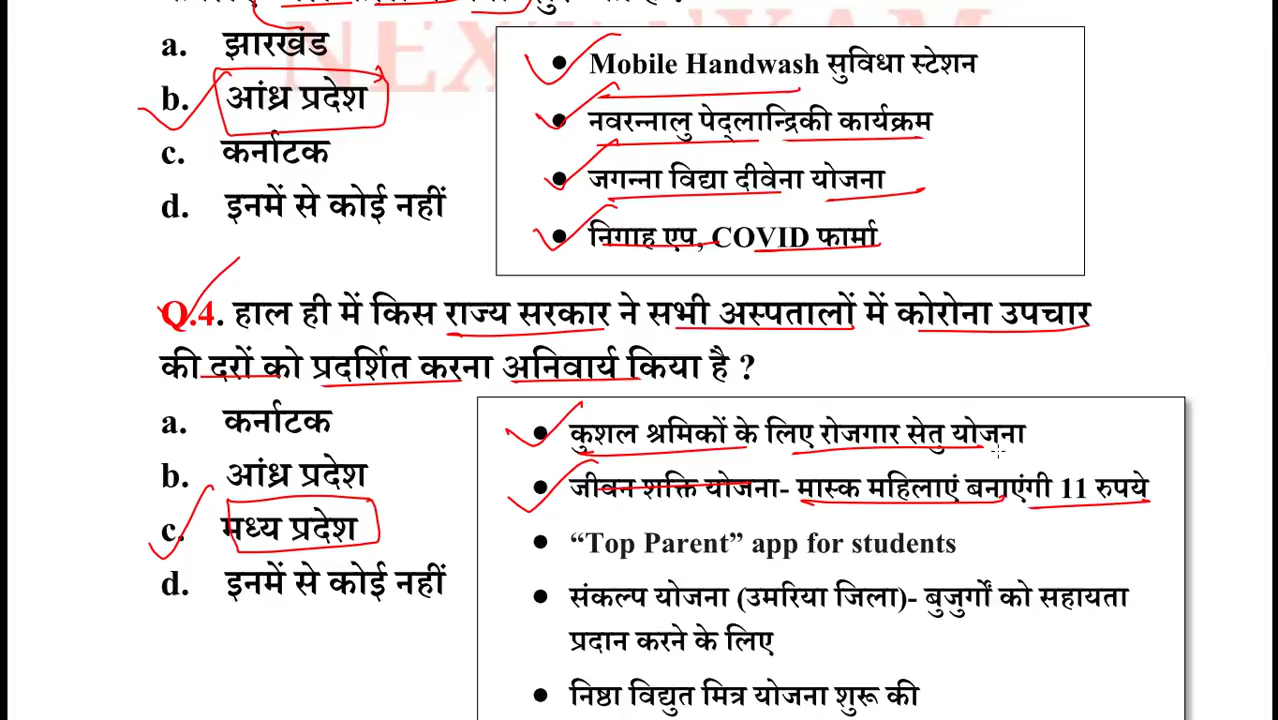 a. झारखंड
b. आंध्र प्रदेश
c. कर्नाटक
d. इनमें से कोई नहीं
• Mobile Handwash सुविधा स्टेशन
• नवरन्नालु पेद्लान्द्रिकी कार्यक्रम
• जगन्ना विद्या दीवेना योजना
• निगाह एप, COVID फार्मा
Q.4. हाल ही में किस राज्य सरकार ने सभी अस्पतालों में कोरोना उपचार
की दरों को प्रदर्शित करना अनिवार्य किया है ?
a. कर्नाटक
b. आंध्र प्रदेश
c. मध्य प्रदेश
d. इनमें से कोई नहीं
• कुशल श्रमिकों के लिए रोजगार सेतु योजना
• जीवन शक्ति योजना- मास्क महिलाएं बनाएंगी 11 रुपये
• “Top Parent” app for students
• संकल्प योजना (उमरिया जिला)- बुजुर्गों को सहायता
प्रदान करने के लिए
• निष्ठा विद्युत मित्र योजना शुरू की